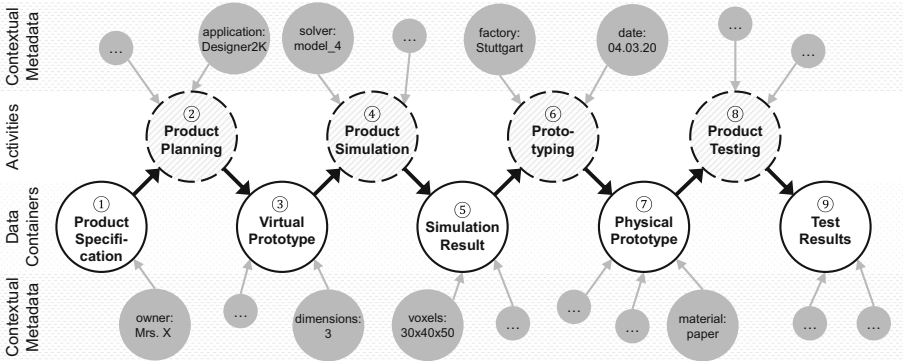 Contextual
Metadata
...
application:
Designer2K
solver:
model_4
...
factory:
Stuttgart
date:
04.03.20
...
...
Activities
②
Product
Planning
④
Product
Simulation
⑥
Proto-
typing
⑧
Product
Testing
Data
Containers
①
Product
Specifi-
cation
③
Virtual
Prototype
⑤
Simulation
Result
⑦
Physical
Prototype
⑨
Test
Results
Contextual
Metadata
owner:
Mrs. X
...
dimensions:
3
voxels:
30x40x50
...
...
...
material:
paper
...
...